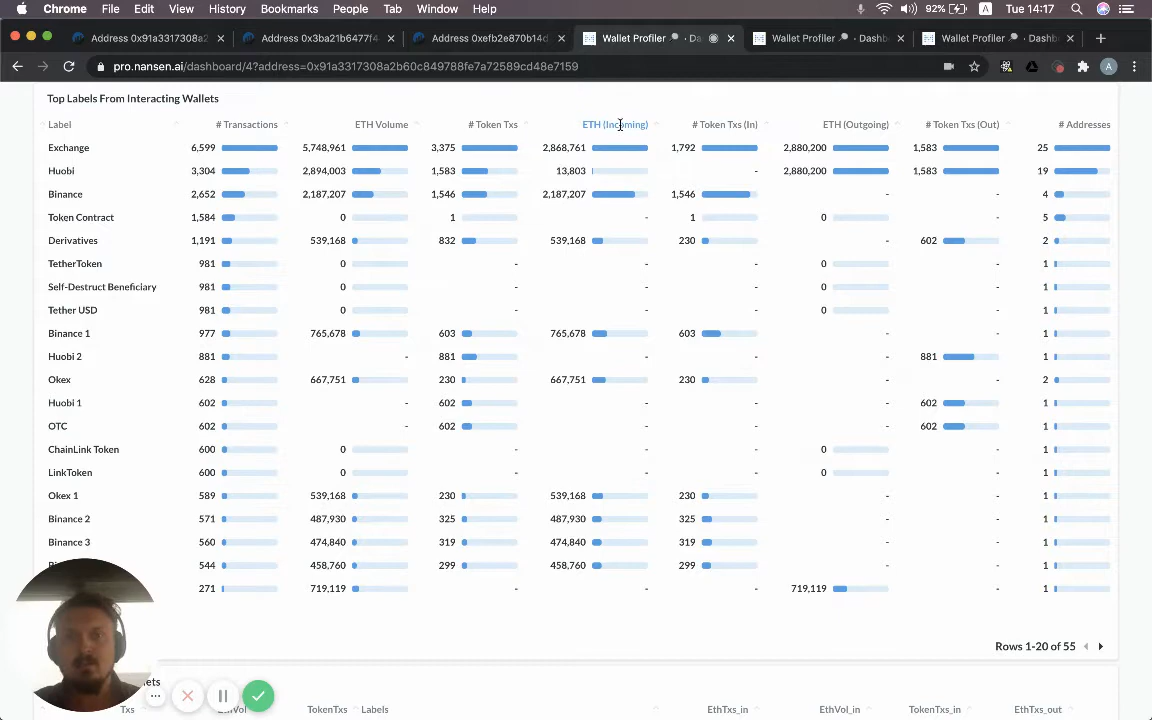 Chrome File Edit View History Bookmarks People Tab Window Help 92% A Tue 14:17
Address 0x91a3317308a2 Address 0x3ba21b6477f4 Address 0xefb2e870b14d Wallet Profiler · Da Wallet Profiler · Dashb Wallet Profiler · Dashb
pro.nansen.ai/dashboard/4?address=0x91a3317308a2b60c849788fe7a72589cd48e7159 A
Top Labels From Interacting Wallets
Label # Transactions ETH Volume # Token Txs ETH (Incoming) # Token Txs (In) ETH (Outgoing) # Token Txs (Out) # Addresses
Exchange 6,599 5,748,961 3,375 2,868,761 1,792 2,880,200 1,583 25
Huobi 3,304 2,894,003 1,583 13,803 - 2,880,200 1,583 19
Binance 2,652 2,187,207 1,546 2,187,207 1,546 - - 4
Token Contract 1,584 0 1 - 1 0 - 5
Derivatives 1,191 539,168 832 539,168 230 - 602 2
TetherToken 981 0 - - - 0 - 1
Self-Destruct Beneficiary 981 0 - - - 0 - 1
Tether USD 981 0 - - - 0 - 1
Binance 1 977 765,678 603 765,678 603 - - 1
Huobi 2 881 - 881 - - - 881 1
Okex 628 667,751 230 667,751 230 - - 2
Huobi 1 602 - 602 - - - 602 1
OTC 602 - 602 - - - 602 1
ChainLink Token 600 0 - - - 0 - 1
LinkToken 600 0 - - - 0 - 1
Okex 1 589 539,168 230 539,168 230 - - 1
Binance 2 571 487,930 325 487,930 325 - - 1
Binance 3 560 474,840 319 474,840 319 - - 1
544 458,760 299 458,760 299 - - 1
271 719,119 - - - 719,119 - 1
Rows 1-20 of 55
ets
Txs EthVol TokenTxs Labels EthTxs_in EthVol_in TokenTxs_in EthTxs_out